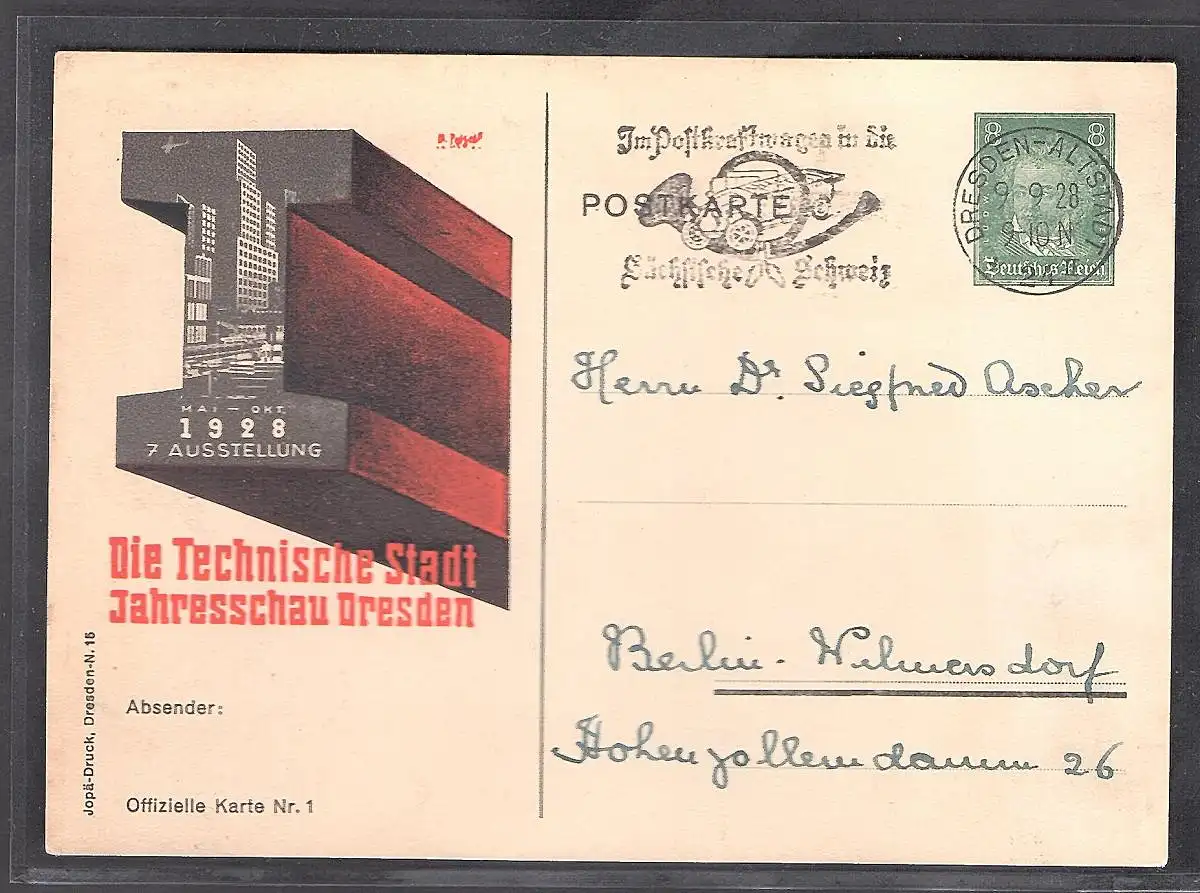 MAI – OKT.
1928
7 AUSSTELLUNG
Die Technische Stadt
Jahresschau Dresden
Absender:
Offizielle Karte Nr. 1
Jopä-Druck, Dresden-N. 15
Im Postkraftwagen in die
POSTKARTE
Sächsische Schweiz
8 8
Deutsches Reich
DRESDEN-ALTSTADT
9 9 28
9-10 N
Herrn Dr. Siegfried Ascher
Berlin-Wilmersdorf
Hohenzollerndamm 26